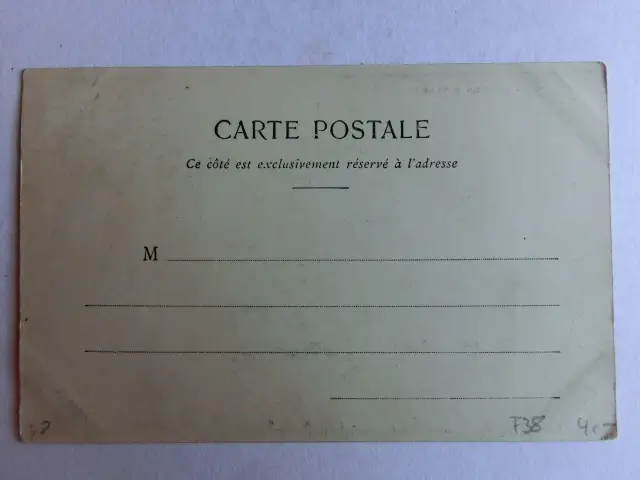 CARTE POSTALE
Ce côté est exclusivement réservé à l'adresse
M
F38